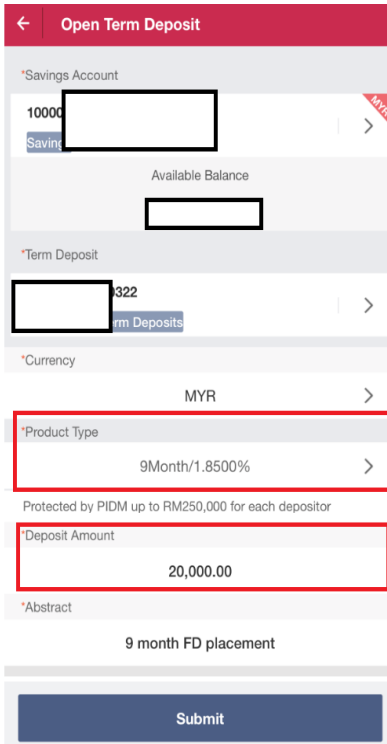 Open Term Deposit
*Savings Account
MYR
10000
Savings
Available Balance
*Term Deposit
0322
Term Deposits
*Currency
MYR
*Product Type
9Month/1.8500%
Protected by PIDM up to RM250,000 for each depositor
*Deposit Amount
20,000.00
*Abstract
9 month FD placement
Submit